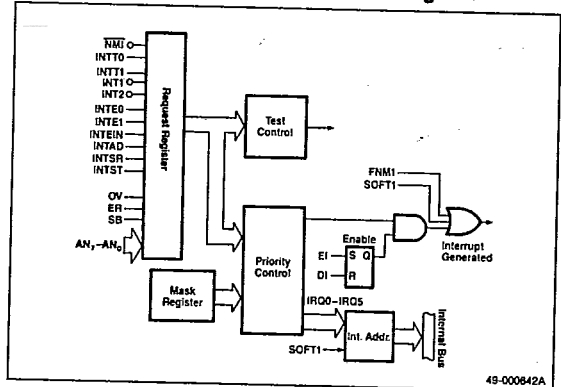 NMI
INTT0
INTT1
INT1
INT2
INTE0
INTE1
INTEIN
INTAD
INTSR
INTST
OV
ER
SB
AN7-AN0
Request Register
Test
Control
FNM1
SOFT1
Interrupt
Generated
Enable
EI
S Q
DI
R
Priority
Control
Mask
Register
IRQ0-IRQ5
Int. Addr.
SOFT1
Internal Bus
49-000642A